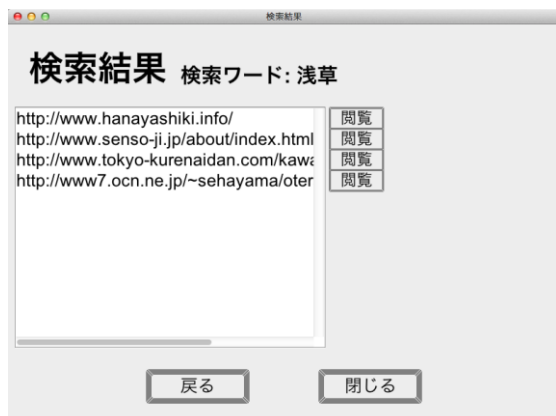 検索結果
検索結果 検索ワード: 浅草
http://www.hanayashiki.info/ 閲覧
http://www.senso-ji.jp/about/index.html 閲覧
http://www.tokyo-kurenaidan.com/kawa 閲覧
http://www7.ocn.ne.jp/~sehayama/oter 閲覧
戻る 閉じる